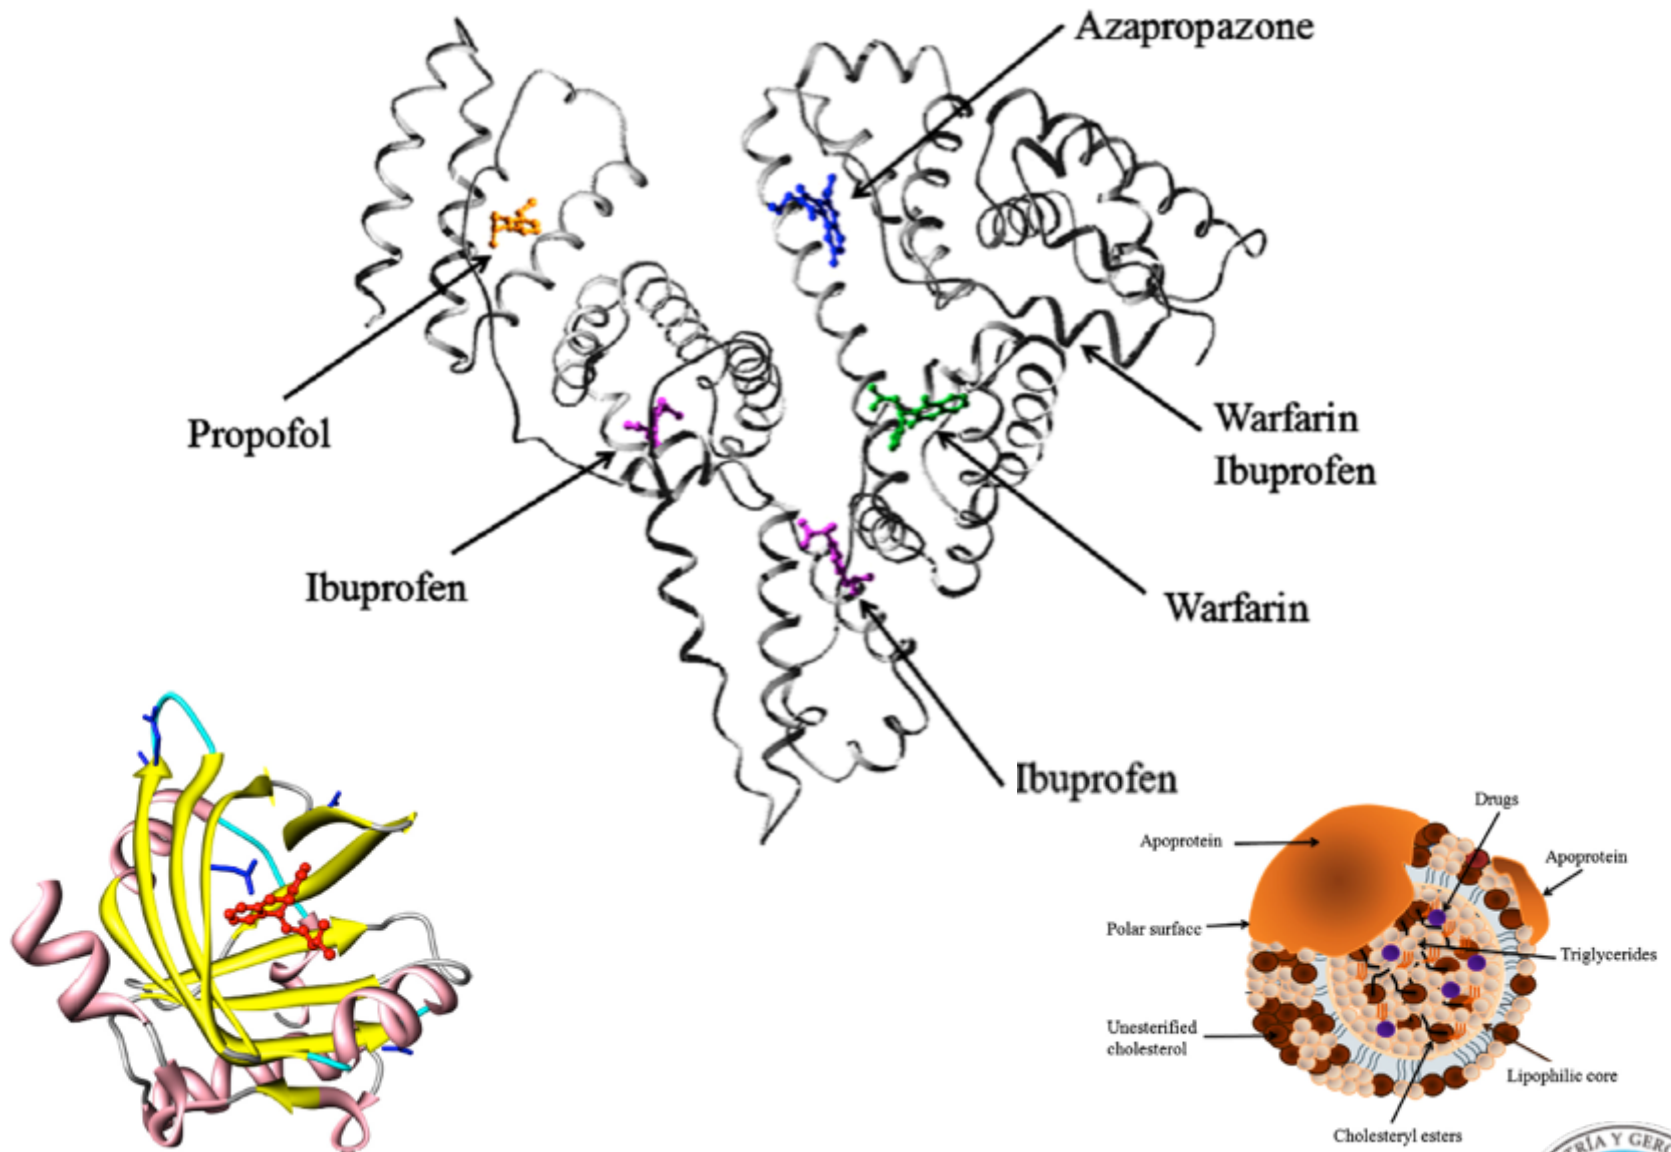 Azapropazone
Propofol
Warfarin
Ibuprofen
Ibuprofen
Warfarin
Ibuprofen
Drugs
Apoprotein
Apoprotein
Polar surface
Triglycerides
Unesterified
cholesterol
Lipophilic core
Cholesteryl esters